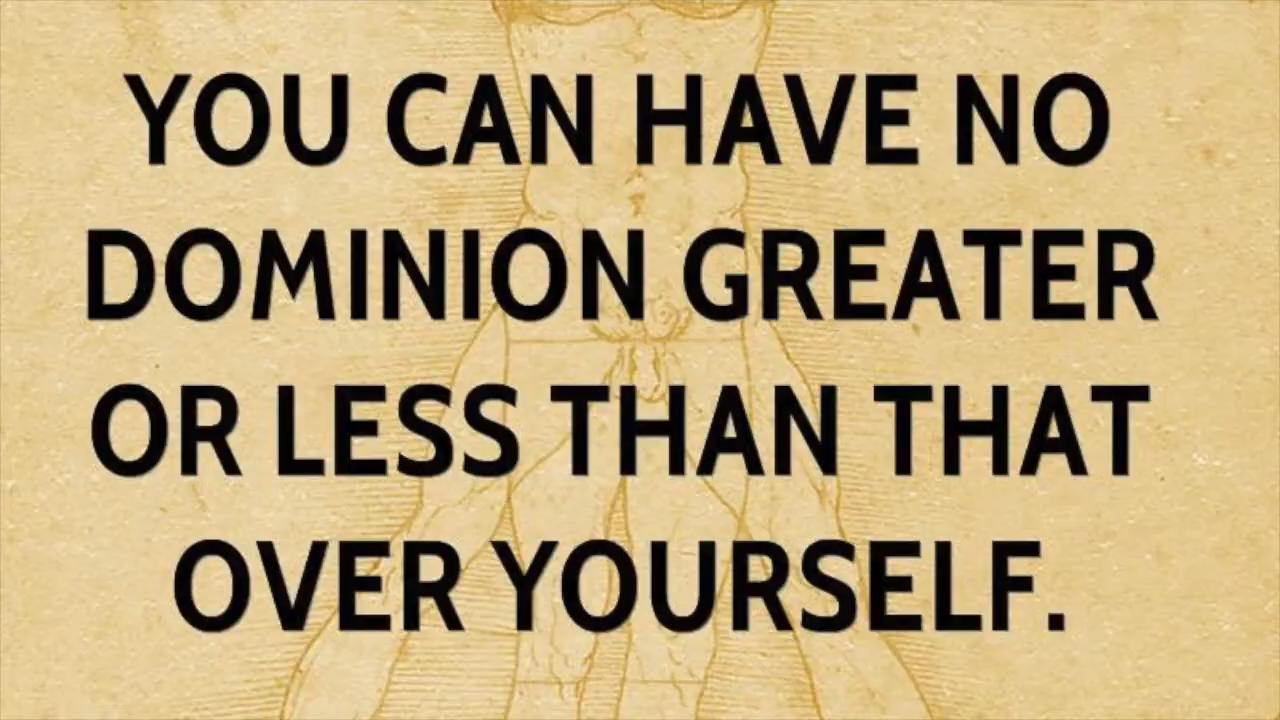 YOU CAN HAVE NO
DOMINION GREATER
OR LESS THAN THAT
OVER YOURSELF.